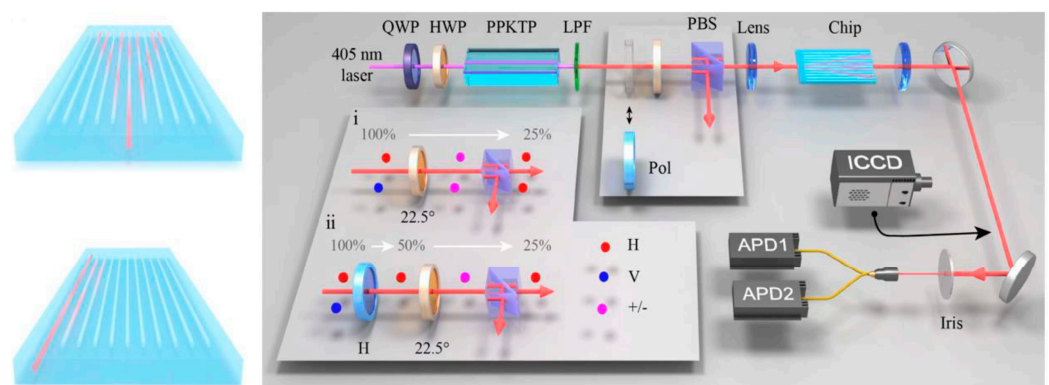 QWP HWP PPKTP LPF PBS Lens Chip
405 nm
laser
i
100% 25%
Pol
ICCD
22.5°
ii
100% 50% 25%
H
V
+/-
APD1
APD2
Iris
H 22.5°